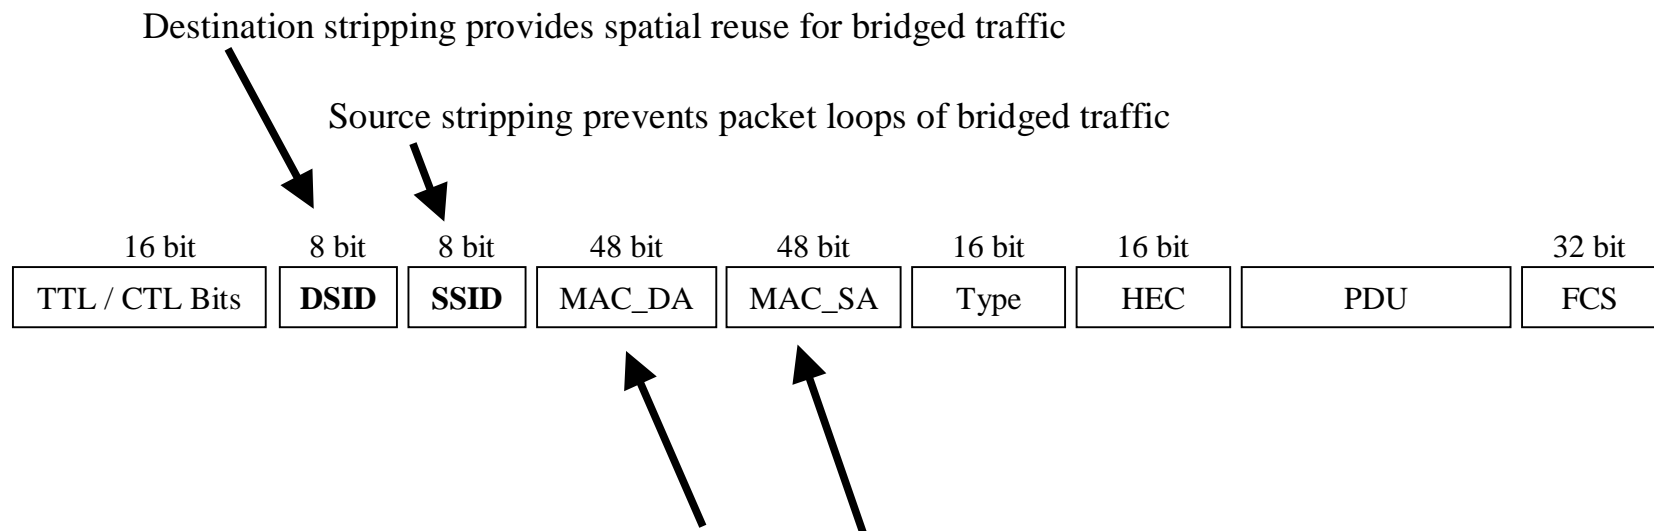 Destination stripping provides spatial reuse for bridged traffic
Source stripping prevents packet loops of bridged traffic
16 bit 8 bit 8 bit 48 bit 48 bit 16 bit 16 bit 32 bit
TTL / CTL Bits DSID SSID MAC_DA MAC_SA Type HEC PDU FCS